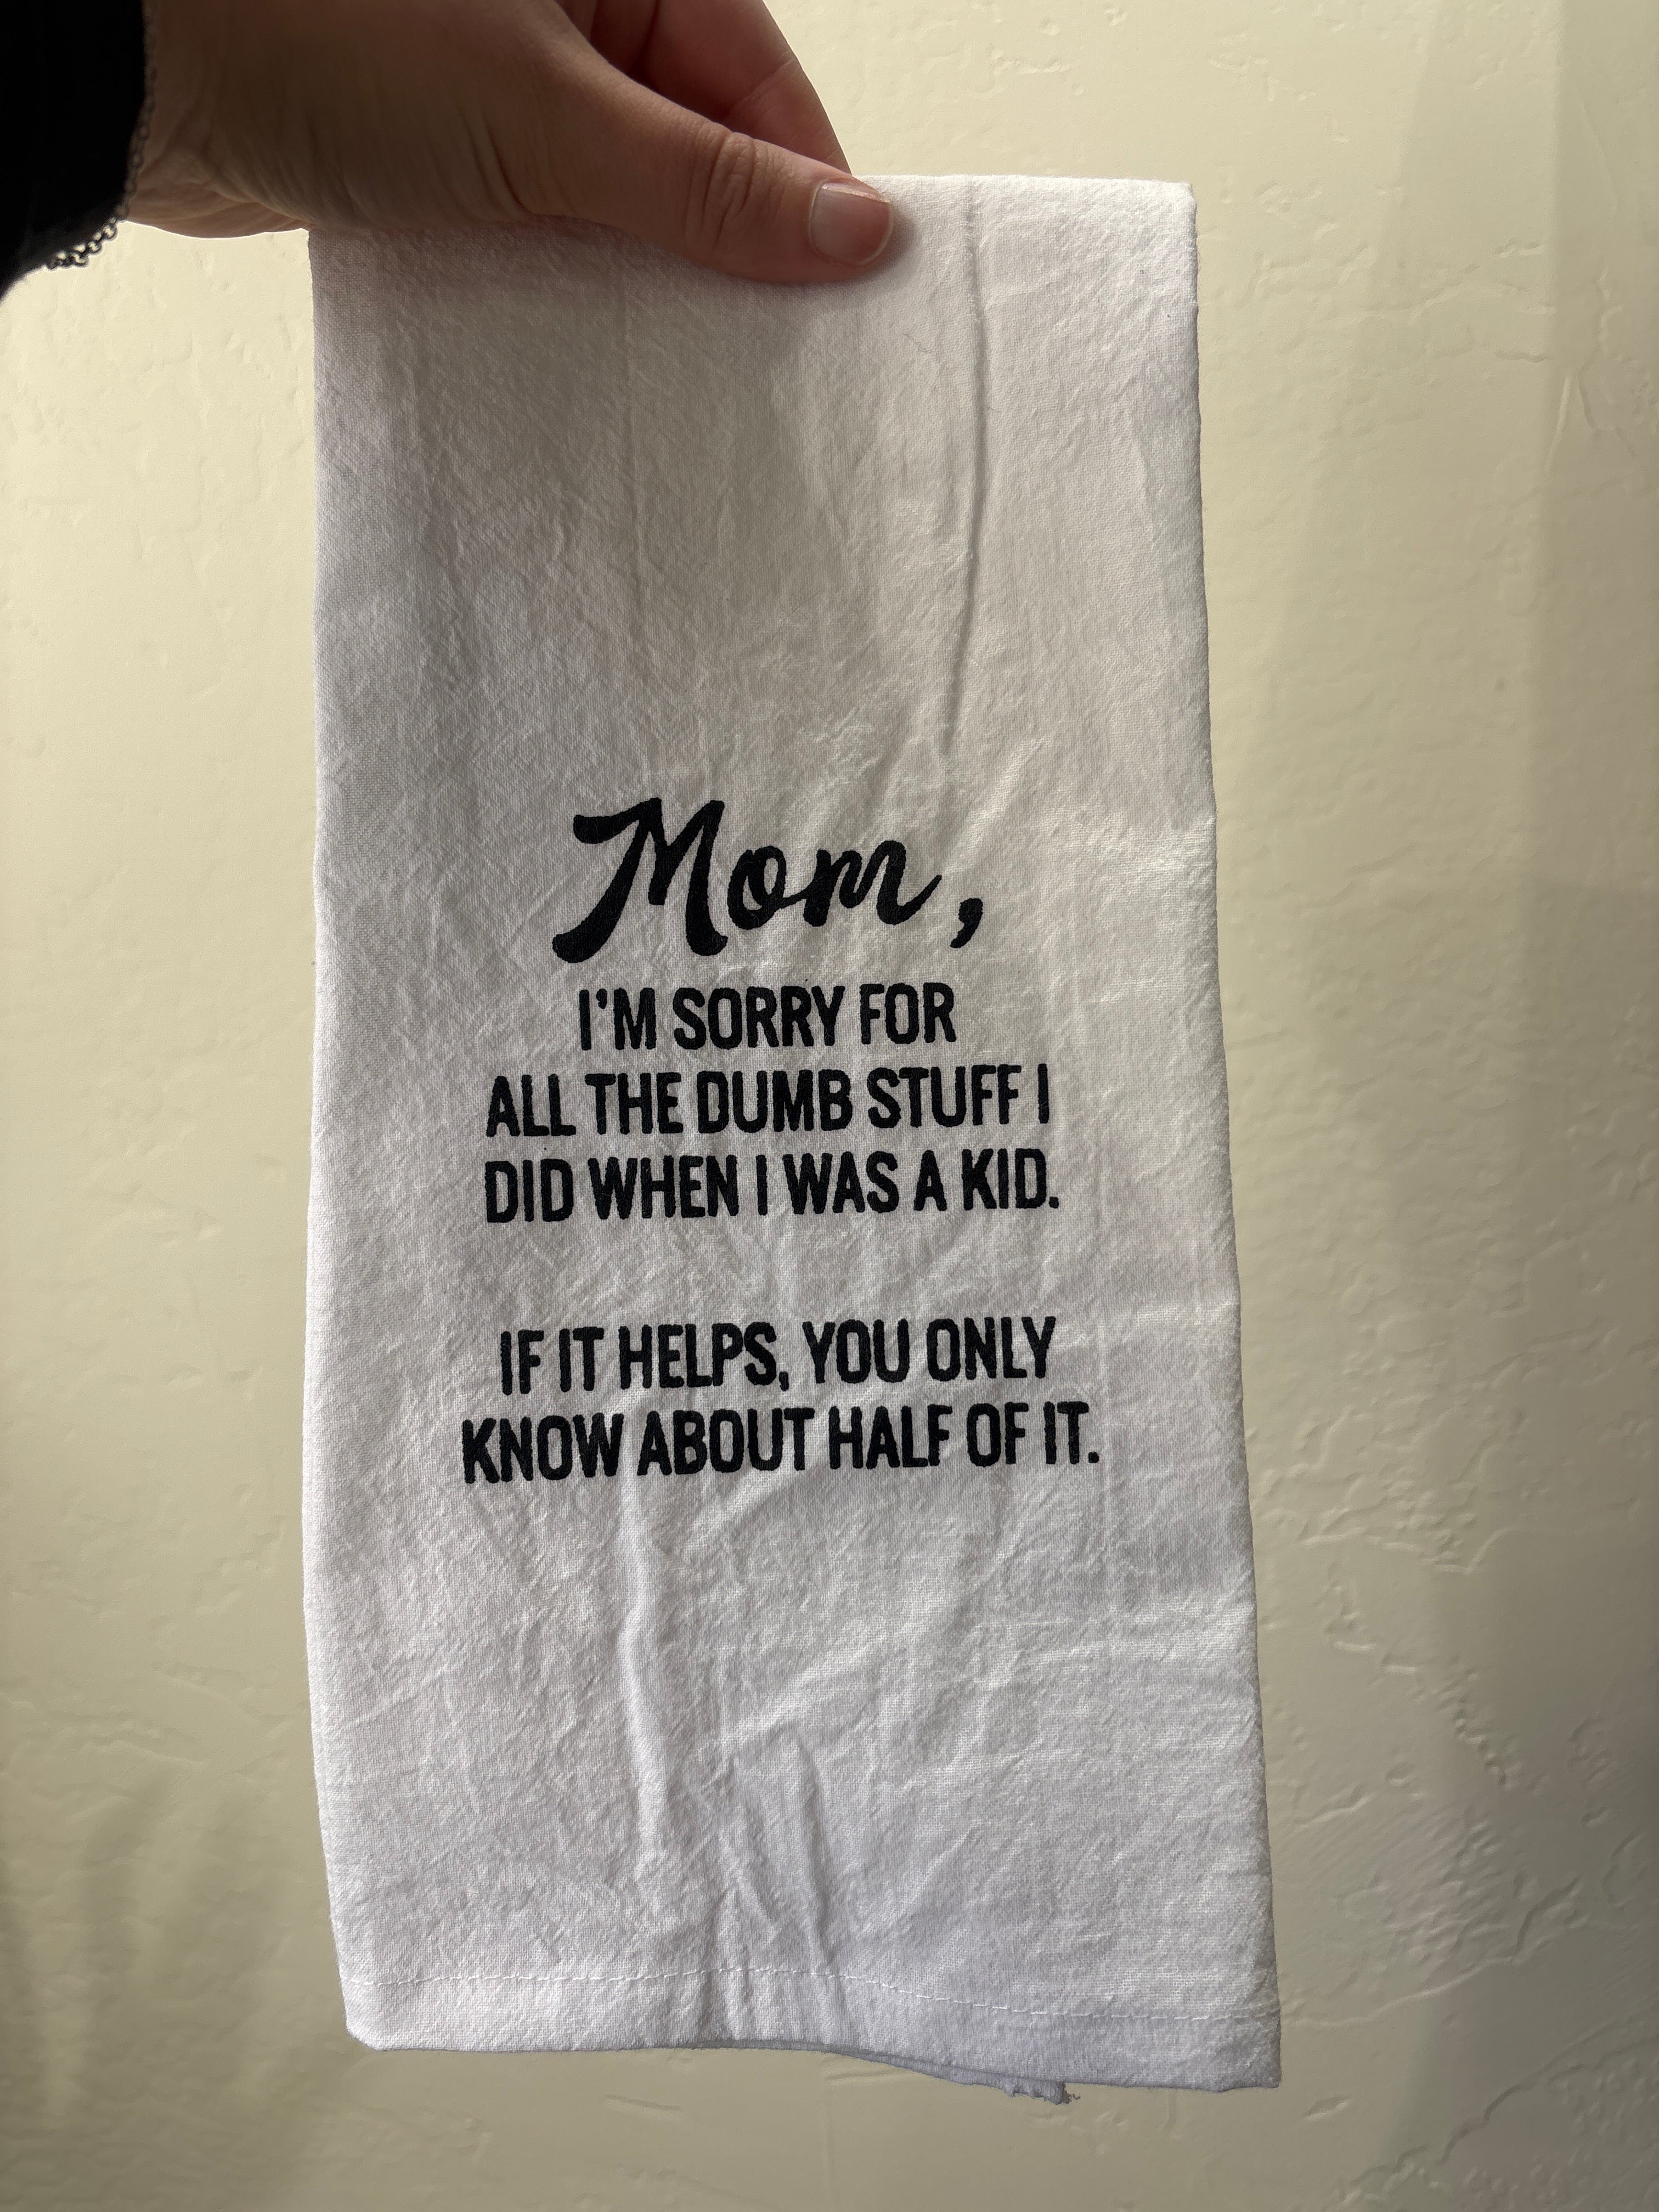 Mom,
I'M SORRY FOR
ALL THE DUMB STUFF I
DID WHEN I WAS A KID.
IF IT HELPS, YOU ONLY
KNOW ABOUT HALF OF IT.